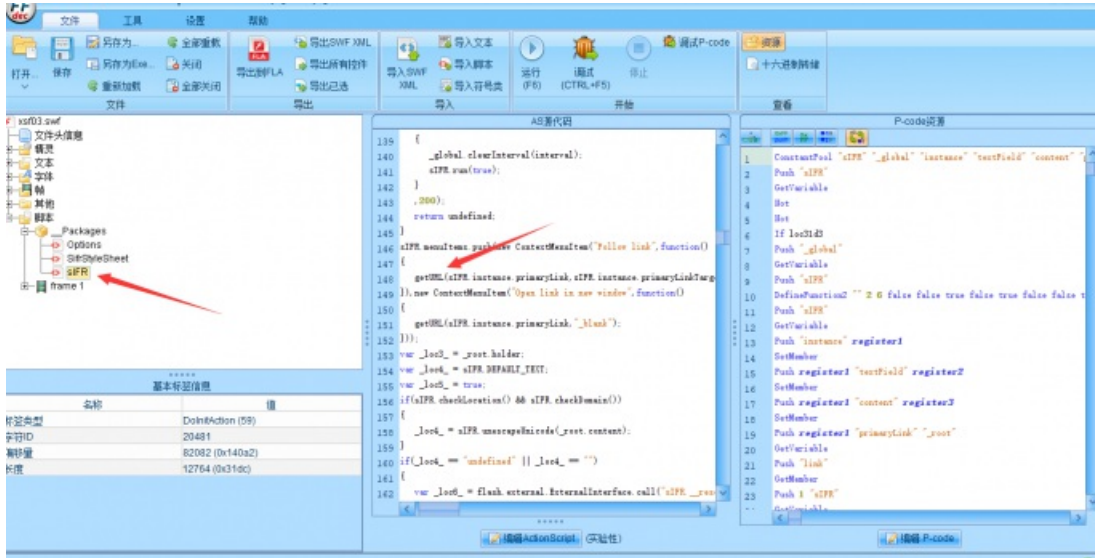 文件 工具 设置 帮助
打开... 保存 另存为... 另存为Exe... 重新加载 全部重载 关闭 全部关闭
导出到FLA 导出SWF XML 导出所有控件 导出已选
导入SWF XML 导入文本 导入脚本 导入符号类
运行 (F6) 调试 (CTRL+F5) 停止 调试P-code
资源 十六进制转储
文件 导出 导入 开始 查看
xsf03.swf
文件头信息
精灵
文本
字体
帧
其他
脚本
__Packages
Options
SifrStyleSheet
sIFR
frame 1
基本标签信息
名称 值
标签类型 DoInitAction (59)
字符ID 20481
偏移量 82082 (0x140a2)
长度 12764 (0x31dc)
AS源代码
139 {
140 _global.clearInterval(interval);
141 sIFR.run(true);
142 }
143 ,200);
144 return undefined;
145 }
146 sIFR.menuItems.push(new ContextMenuItem("Follow link",function()
147 {
148 getURL(sIFR.instance.primaryLink,sIFR.instance.primaryLinkTarg
149 }),new ContextMenuItem("Open link in new window",function()
150 {
151 getURL(sIFR.instance.primaryLink,"_blank");
152 }));
153 var _loc3_ = _root.holder;
154 var _loc4_ = sIFR.DEFAULT_TEXT;
155 var _loc5_ = true;
156 if(sIFR.checkLocation() && sIFR.checkDomain())
157 {
158 _loc4_ = sIFR.unescapeUnicode(_root.content);
159 }
160 if(_loc4_ == "undefined" || _loc4_ == "")
161 {
162 var _loc6_ = flash.external.ExternalInterface.call("sIFR.__res
编辑ActionScript (实验性)
P-code资源
1 ConstantPool "sIFR" "_global" "instance" "textField" "content"
2 Push "sIFR"
3 GetVariable
4 Not
5 Not
6 If loc31d3
7 Push "_global"
8 GetVariable
9 Push "sIFR"
10 DefineFunction2 "" 2 6 false false true false true false false t
11 Push "sIFR"
12 GetVariable
13 Push "instance" register1
14 SetMember
15 Push register1 "textField" register2
16 SetMember
17 Push register1 "content" register3
18 SetMember
19 Push register1 "primaryLink" "_root"
20 GetVariable
21 Push "link"
22 GetMember
23 Push 1 "sIFR"
编辑 P-code